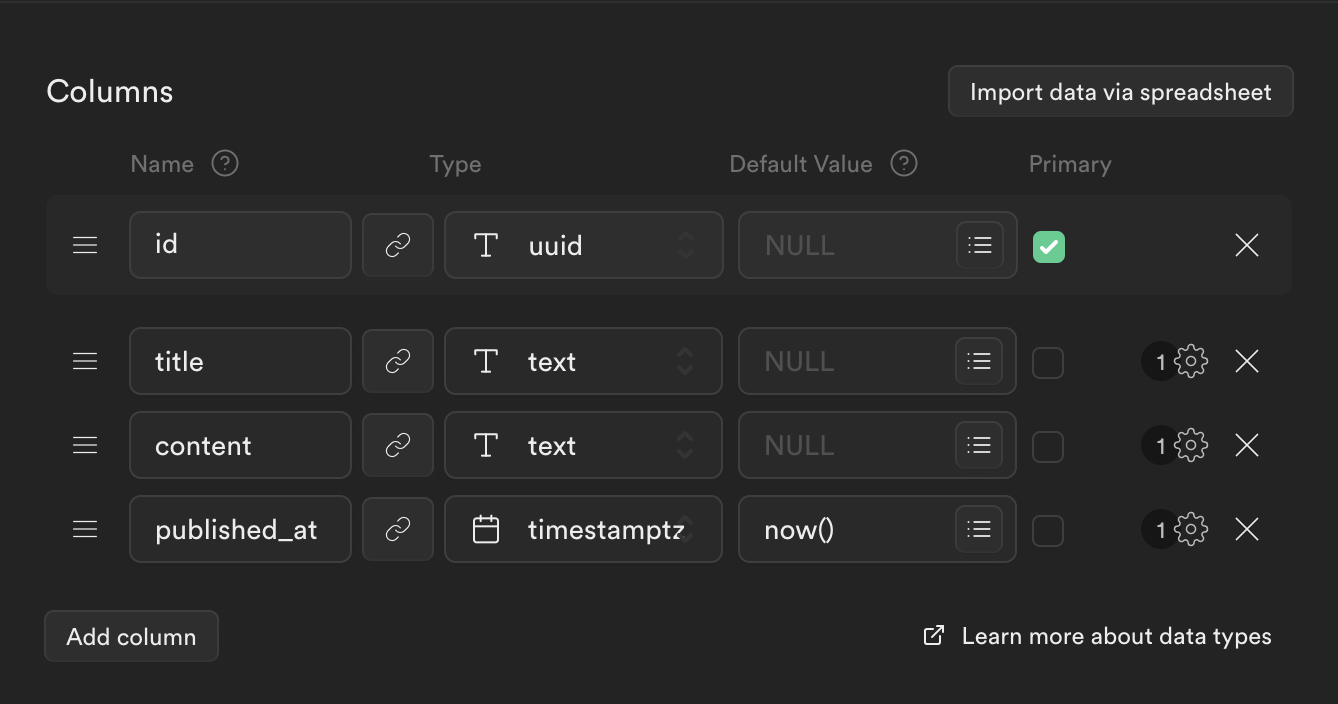 Columns
Import data via spreadsheet
Name ? Type Default Value ? Primary
id T uuid NULL
title T text NULL 1
content T text NULL 1
published_at timestamptz now() 1
Add column
Learn more about data types